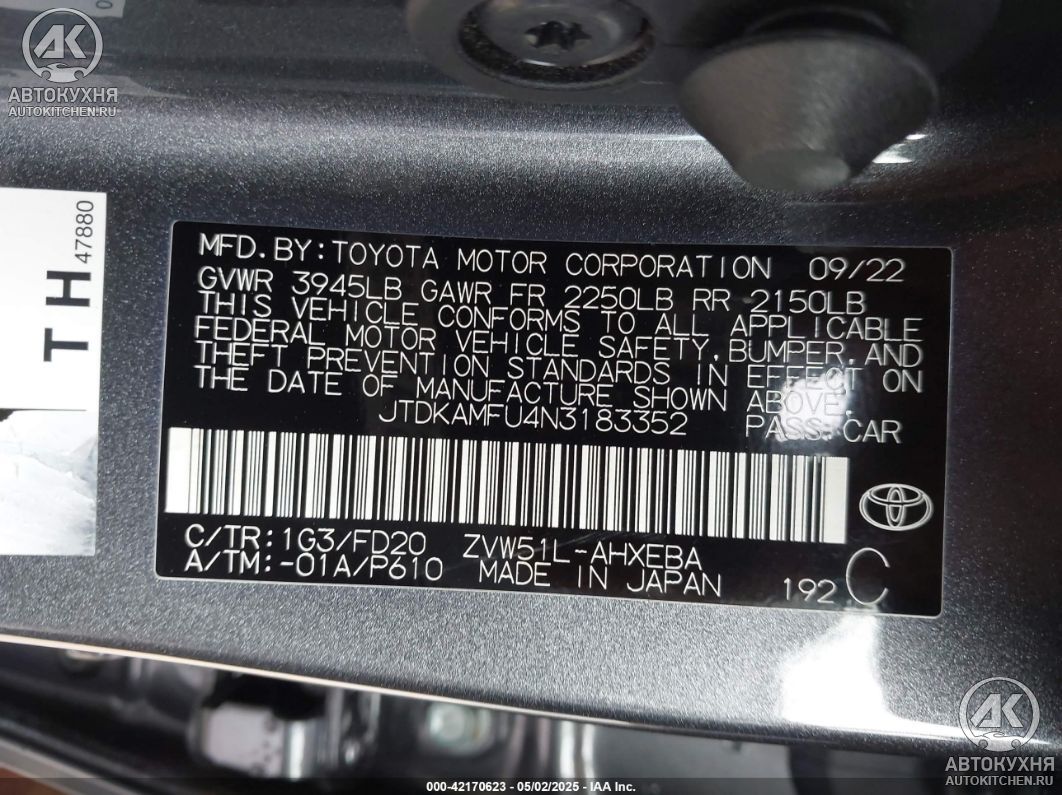 AK
АВТОКУХНЯ
AUTOKITCHEN.RU
TH
47880
MFD.BY:TOYOTA MOTOR CORPORATION 09/22
GVWR 3945LB GAWR FR 2250LB RR 2150LB
THIS VEHICLE CONFORMS TO ALL APPLICABLE
FEDERAL MOTOR VEHICLE SAFETY,BUMPER,AND
THEFT PREVENTION STANDARDS IN EFFECT ON
THE DATE OF MANUFACTURE SHOWN ABOVE.
JTDKAMFU4N3183352 PASS.CAR
C/TR:1G3/FD20 ZVW51L-AHXEBA
A/TM:-01A/P610 MADE IN JAPAN 192 C
AK
АВТОКУХНЯ
AUTOKITCHEN.RU
000-42170623 - 05/02/2025 - IAA Inc.